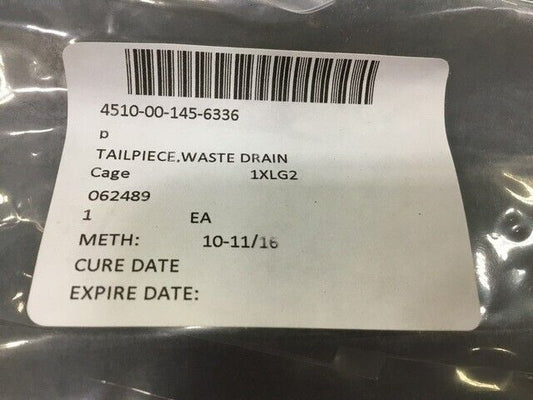 4510-00-145-6336
p
TAILPIECE,WASTE DRAIN
Cage 1XLG2
062489
1 EA
METH: 10-11/16
CURE DATE
EXPIRE DATE: